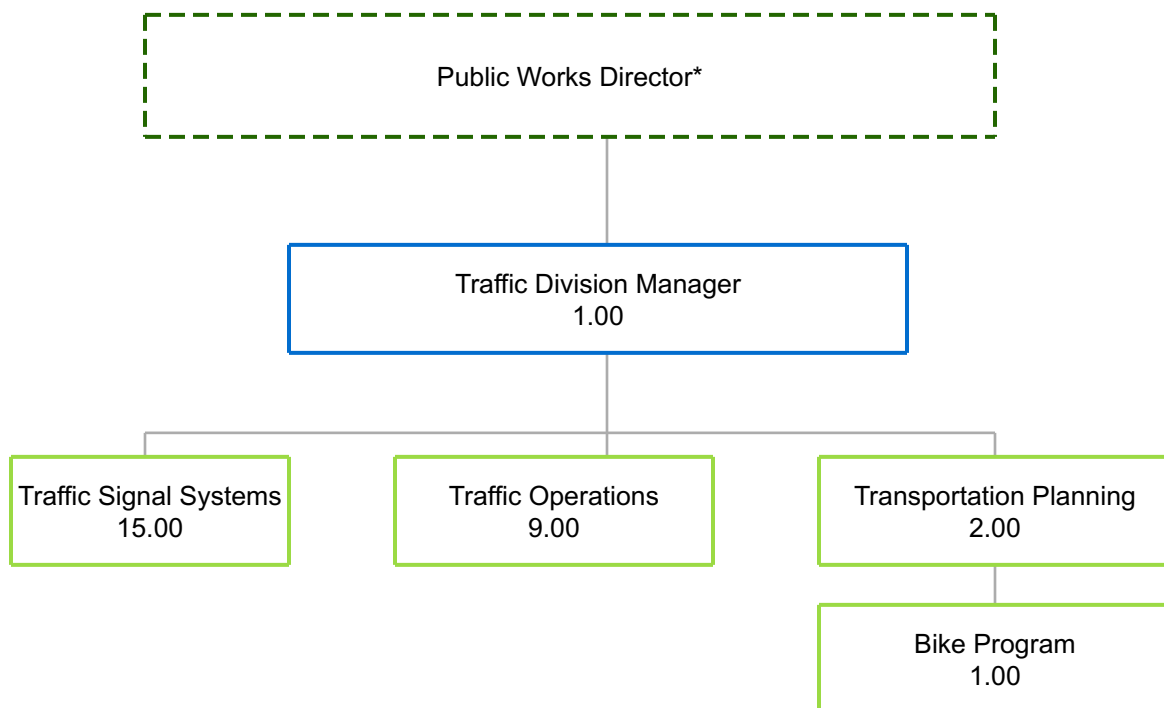 Public Works Director*
Traffic Division Manager
1.00
Traffic Signal Systems
15.00
Traffic Operations
9.00
Transportation Planning
2.00
Bike Program
1.00